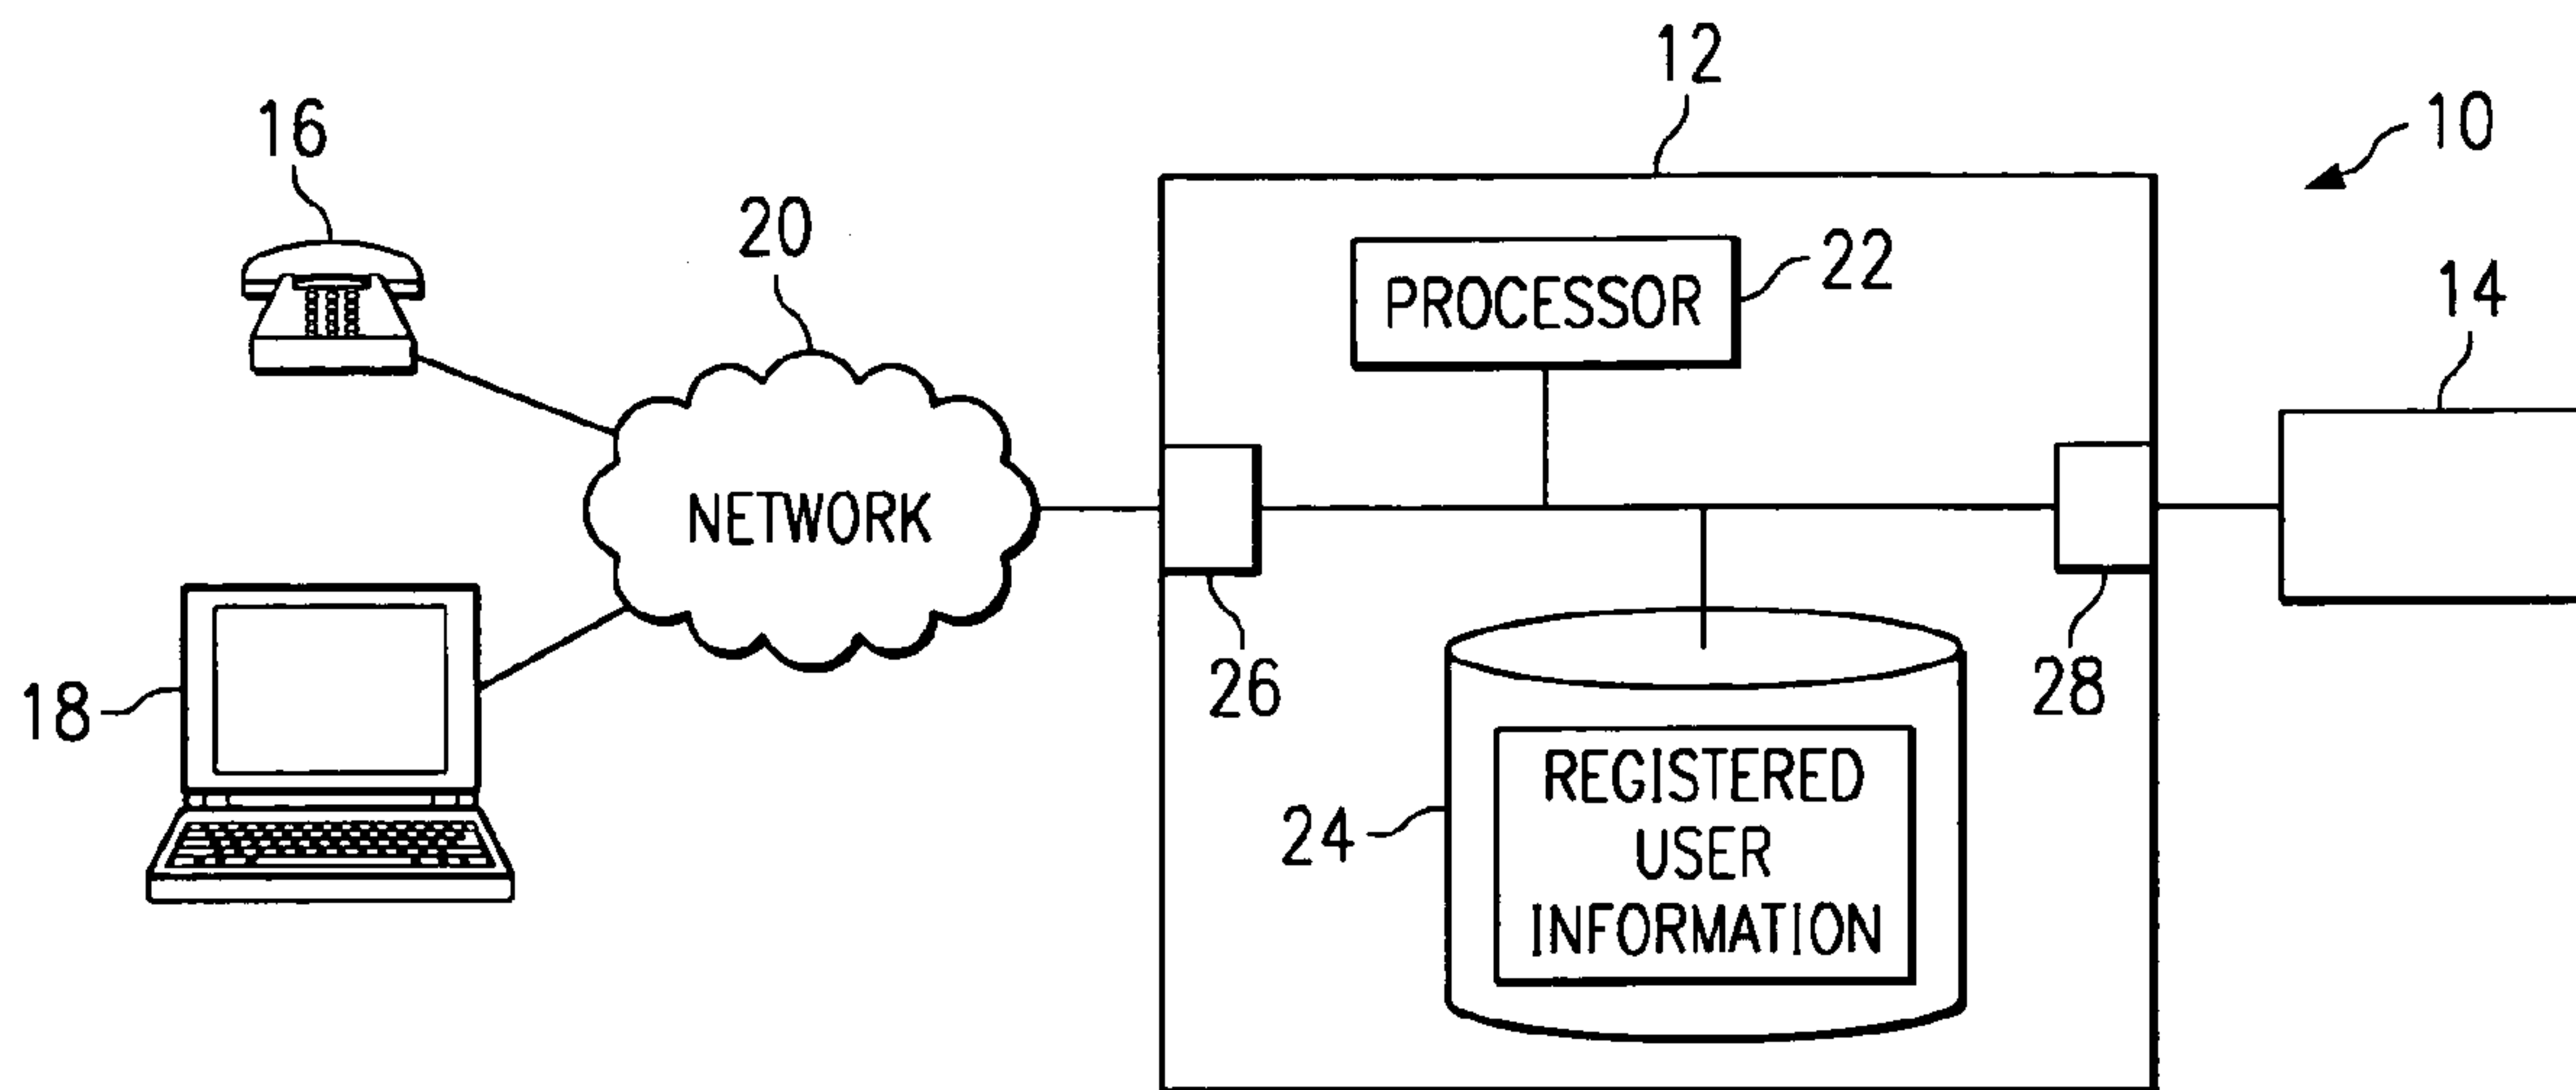 12
10
16
20
22
PROCESSOR
14
NETWORK
26
28
18
REGISTERED
USER
INFORMATION
24